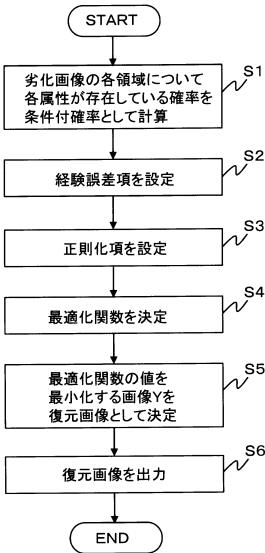 START
劣化画像の各領域について
各属性が存在している確率を
条件付確率として計算
S1
経験誤差項を設定
S2
正則化項を設定
S3
最適化関数を決定
S4
最適化関数の値を
最小化する画像Yを
復元画像として決定
S5
復元画像を出力
S6
END